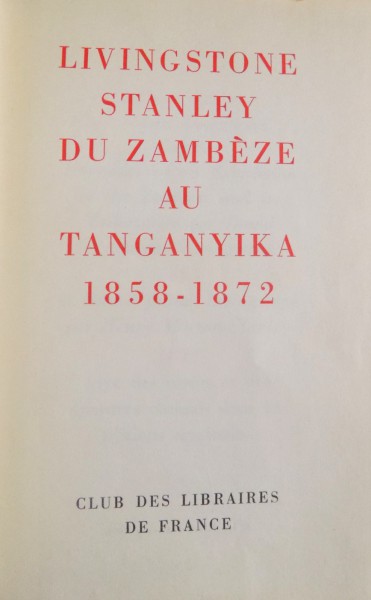 LIVINGSTONE
STANLEY
DU ZAMBÈZE
AU
TANGANYIKA
1858-1872
CLUB DES LIBRAIRES
DE FRANCE